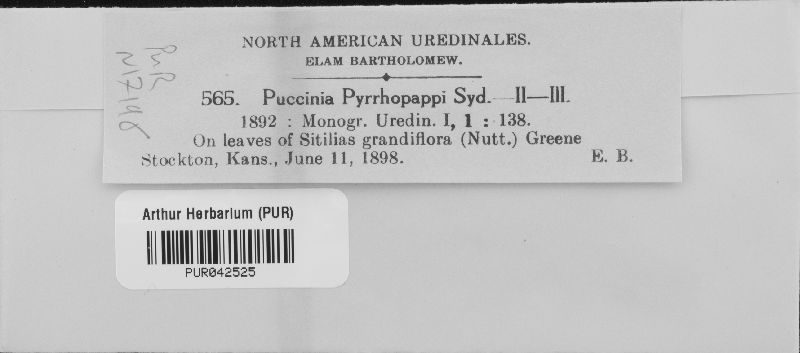 NORTH AMERICAN UREDINALES.
ELAM BARTHOLOMEW.
565. Puccinia Pyrrhopappi Syd.—II—III.
1892 : Monogr. Uredin. I, 1 : 138.
On leaves of Sitilias grandiflora (Nutt.) Greene
Stockton, Kans., June 11, 1898. E. B.
PUR
N7196
Arthur Herbarium (PUR)
PUR042525